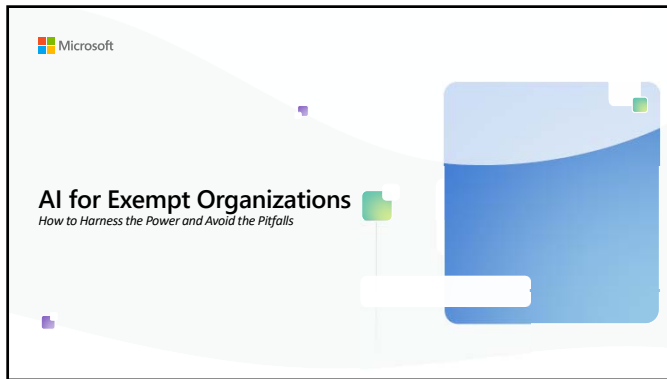 Microsoft
AI for Exempt Organizations
How to Harness the Power and Avoid the Pitfalls